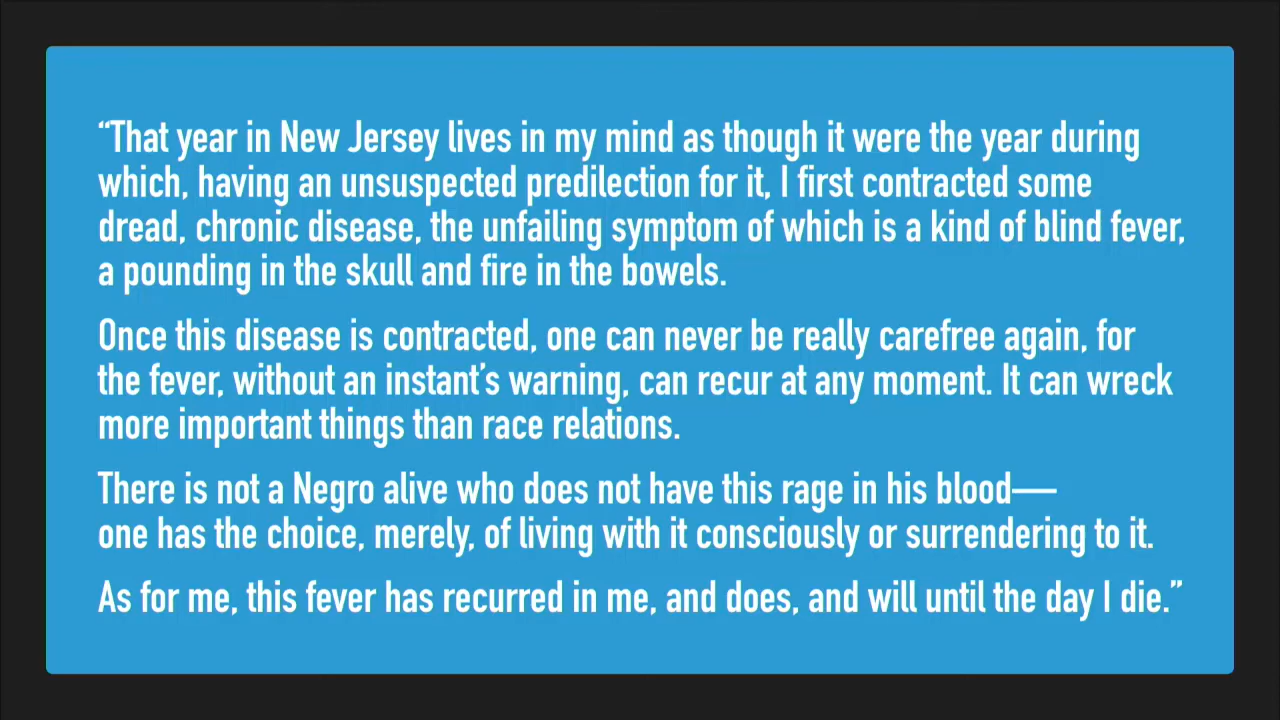 “That year in New Jersey lives in my mind as though it were the year during
which, having an unsuspected predilection for it, I first contracted some
dread, chronic disease, the unfailing symptom of which is a kind of blind fever,
a pounding in the skull and fire in the bowels.
Once this disease is contracted, one can never be really carefree again, for
the fever, without an instant’s warning, can recur at any moment. It can wreck
more important things than race relations.
There is not a Negro alive who does not have this rage in his blood—
one has the choice, merely, of living with it consciously or surrendering to it.
As for me, this fever has recurred in me, and does, and will until the day I die.”